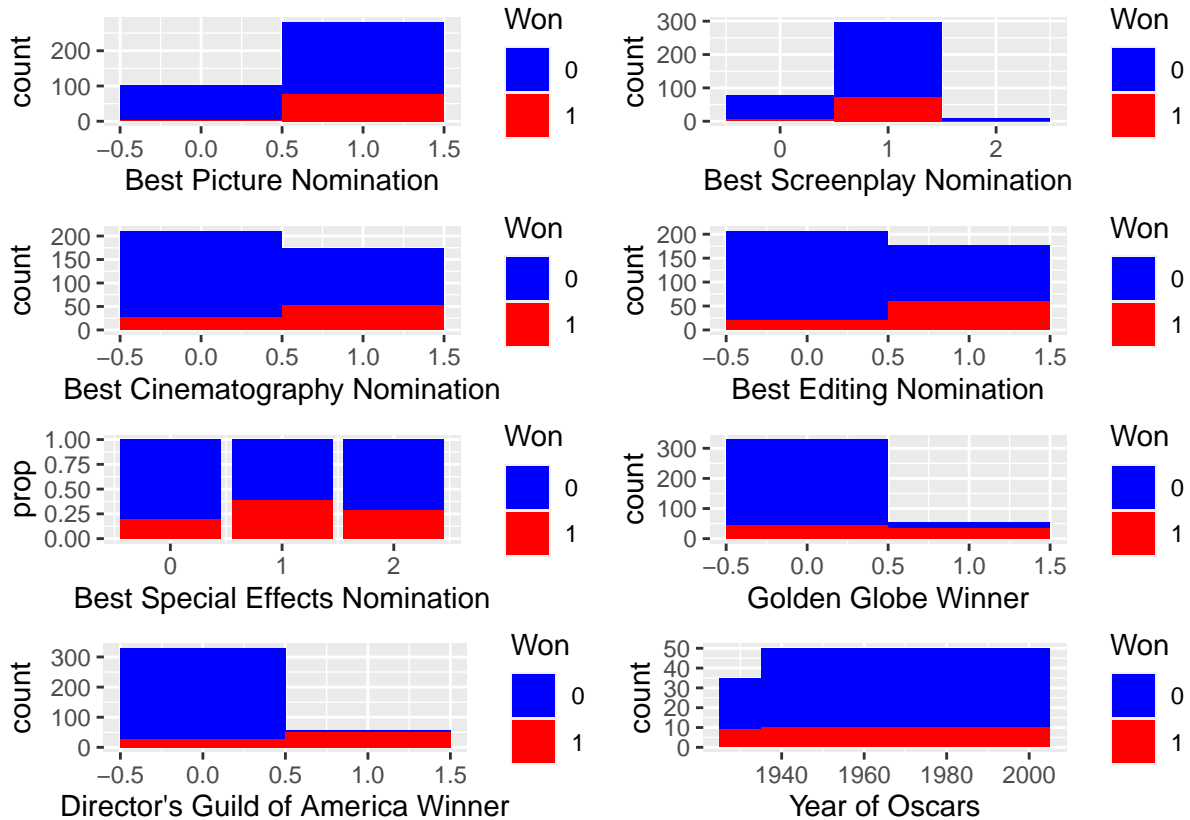 count
200
100
0
−0.5 0.0 0.5 1.0 1.5
Best Picture Nomination
Won
0
1
count
300
200
100
0
0 1 2
Best Screenplay Nomination
Won
0
1
count
200
150
100
50
0
−0.5 0.0 0.5 1.0 1.5
Best Cinematography Nomination
Won
0
1
count
200
150
100
50
0
−0.5 0.0 0.5 1.0 1.5
Best Editing Nomination
Won
0
1
prop
1.00
0.75
0.50
0.25
0.00
0 1 2
Best Special Effects Nomination
Won
0
1
count
300
200
100
0
−0.5 0.0 0.5 1.0 1.5
Golden Globe Winner
Won
0
1
count
300
200
100
0
−0.5 0.0 0.5 1.0 1.5
Director's Guild of America Winner
Won
0
1
count
50
40
30
20
10
0
1940 1960 1980 2000
Year of Oscars
Won
0
1